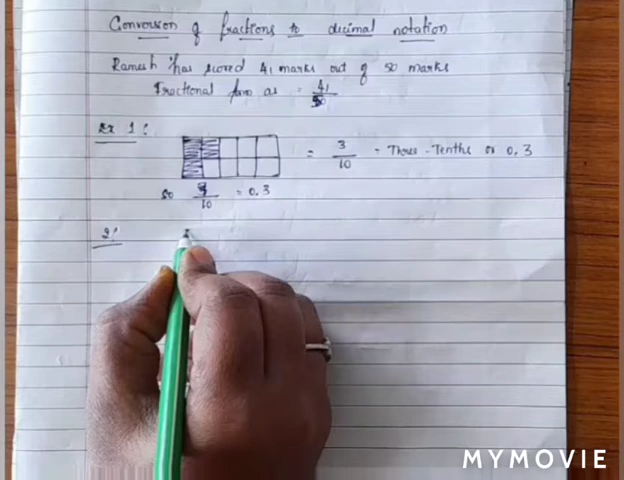 Conversion of fractions to decimal notation
Ramesh has scored 41 marks out of 50 marks
Fractional form as = 41/50
Ex 1:
= 3/10 = Three-Tenths or 0.3
so 3/10 = 0.3
2:
MYMOVIE